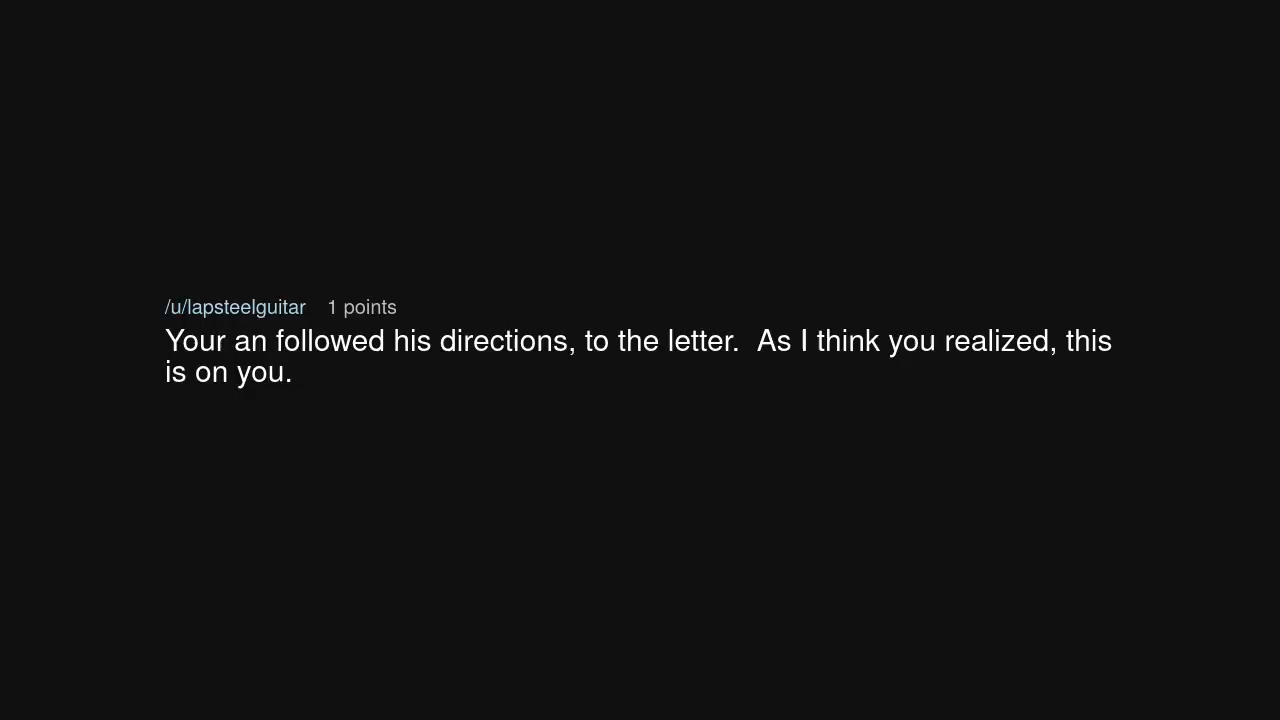 /u/lapsteelguitar 1 points
Your an followed his directions, to the letter.  As I think you realized, this
is on you.